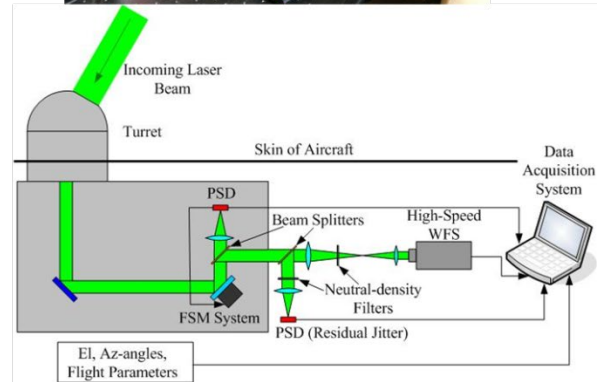 Incoming Laser
Beam
Turret
Skin of Aircraft
Data
Acquisition
System
PSD
Beam Splitters
High-Speed
WFS
Neutral-density
Filters
FSM System
PSD (Residual Jitter)
El, Az-angles,
Flight Parameters